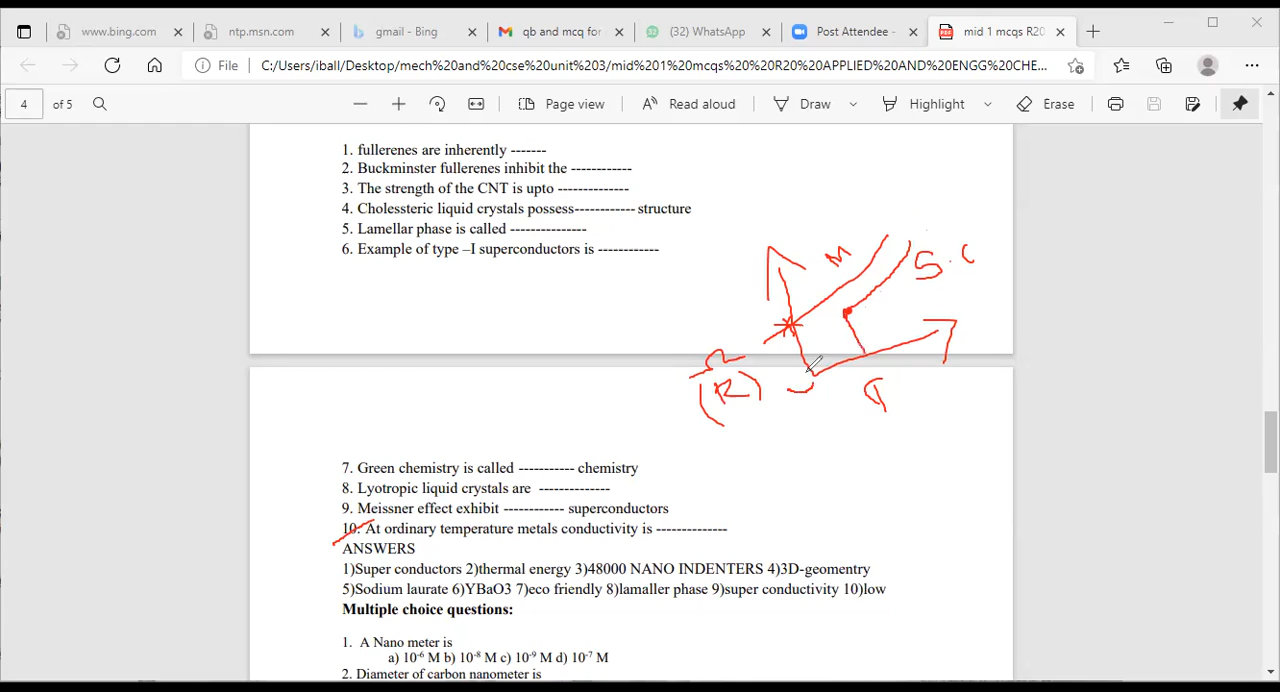 www.bing.com
ntp.msn.com
gmail - Bing
qb and mcq for
(32) WhatsApp
Post Attendee -
mid 1 mcqs R20
File
C:/Users/iball/Desktop/mech%20and%20cse%20unit%203/mid%201%20mcqs%20%20R20%20APPLIED%20AND%20ENGG%20CHE...
4 of 5
Page view
Read aloud
Draw
Highlight
Erase
1. fullerenes are inherently -------
2. Buckminster fullerenes inhibit the ------------
3. The strength of the CNT is upto --------------
4. Cholessteric liquid crystals possess------------ structure
5. Lamellar phase is called ---------------
6. Example of type –I superconductors is ------------
M
S.C
(R)
7. Green chemistry is called ----------- chemistry
8. Lyotropic liquid crystals are --------------
9. Meissner effect exhibit ------------ superconductors
10. At ordinary temperature metals conductivity is --------------
ANSWERS
1)Super conductors 2)thermal energy 3)48000 NANO INDENTERS 4)3D-geomentry
5)Sodium laurate 6)YBaO3 7)eco friendly 8)lamaller phase 9)super conductivity 10)low
Multiple choice questions:
1. A Nano meter is
a) 10⁻⁶ M b) 10⁻⁸ M c) 10⁻⁹ M d) 10⁻⁷ M
2. Diameter of carbon nanometer is